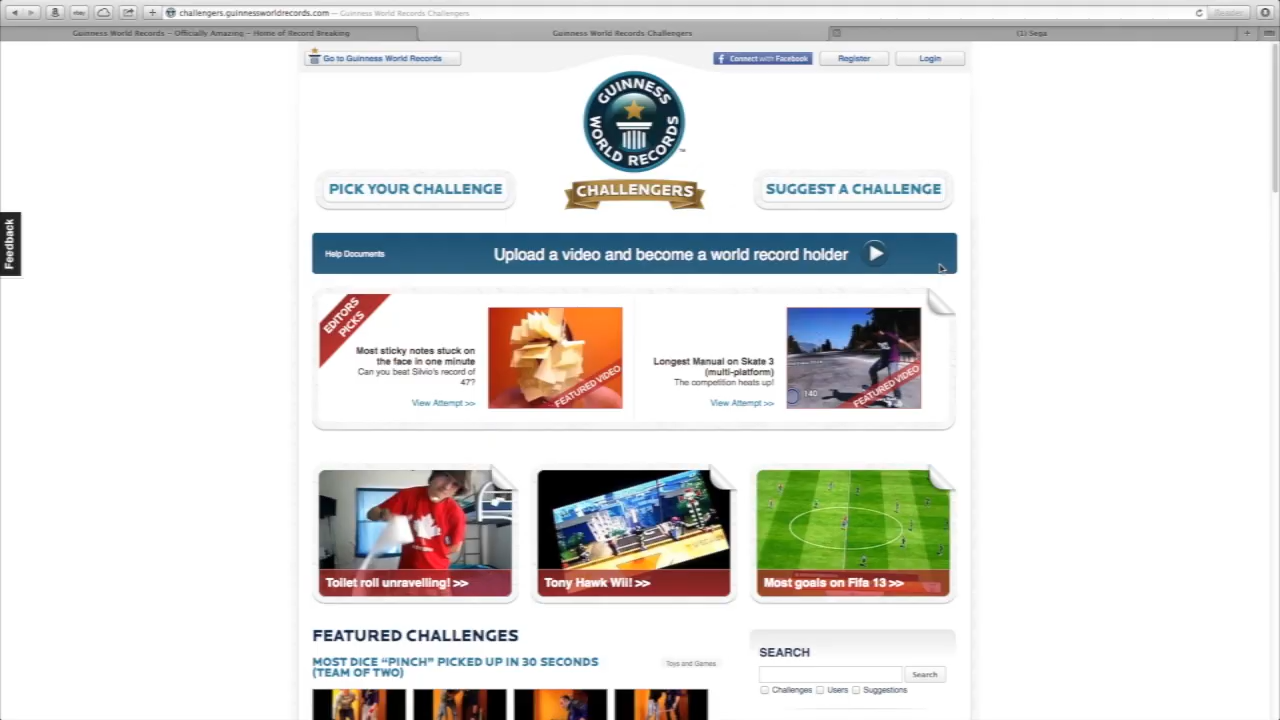 challengers.guinnessworldrecords.com — Guinness World Records Challengers
Reader
Guinness World Records – Officially Amazing – Home of Record Breaking
Guinness World Records Challengers
(1) Sega
Go to Guinness World Records
Connect with Facebook
Register
Login
GUINNESS WORLD RECORDS
CHALLENGERS
PICK YOUR CHALLENGE
SUGGEST A CHALLENGE
Feedback
Help Documents
Upload a video and become a world record holder
EDITORS
PICKS
Most sticky notes stuck on
the face in one minute
Can you beat Silvio's record of
47?
View Attempt >>
FEATURED VIDEO
Longest Manual on Skate 3
(multi-platform)
The competition heats up!
View Attempt >>
140
FEATURED VIDEO
Toilet roll unravelling! >>
Tony Hawk Wii! >>
Most goals on Fifa 13 >>
FEATURED CHALLENGES
MOST DICE “PINCH” PICKED UP IN 30 SECONDS
(TEAM OF TWO)
Toys and Games
SEARCH
Search
Challenges
Users
Suggestions